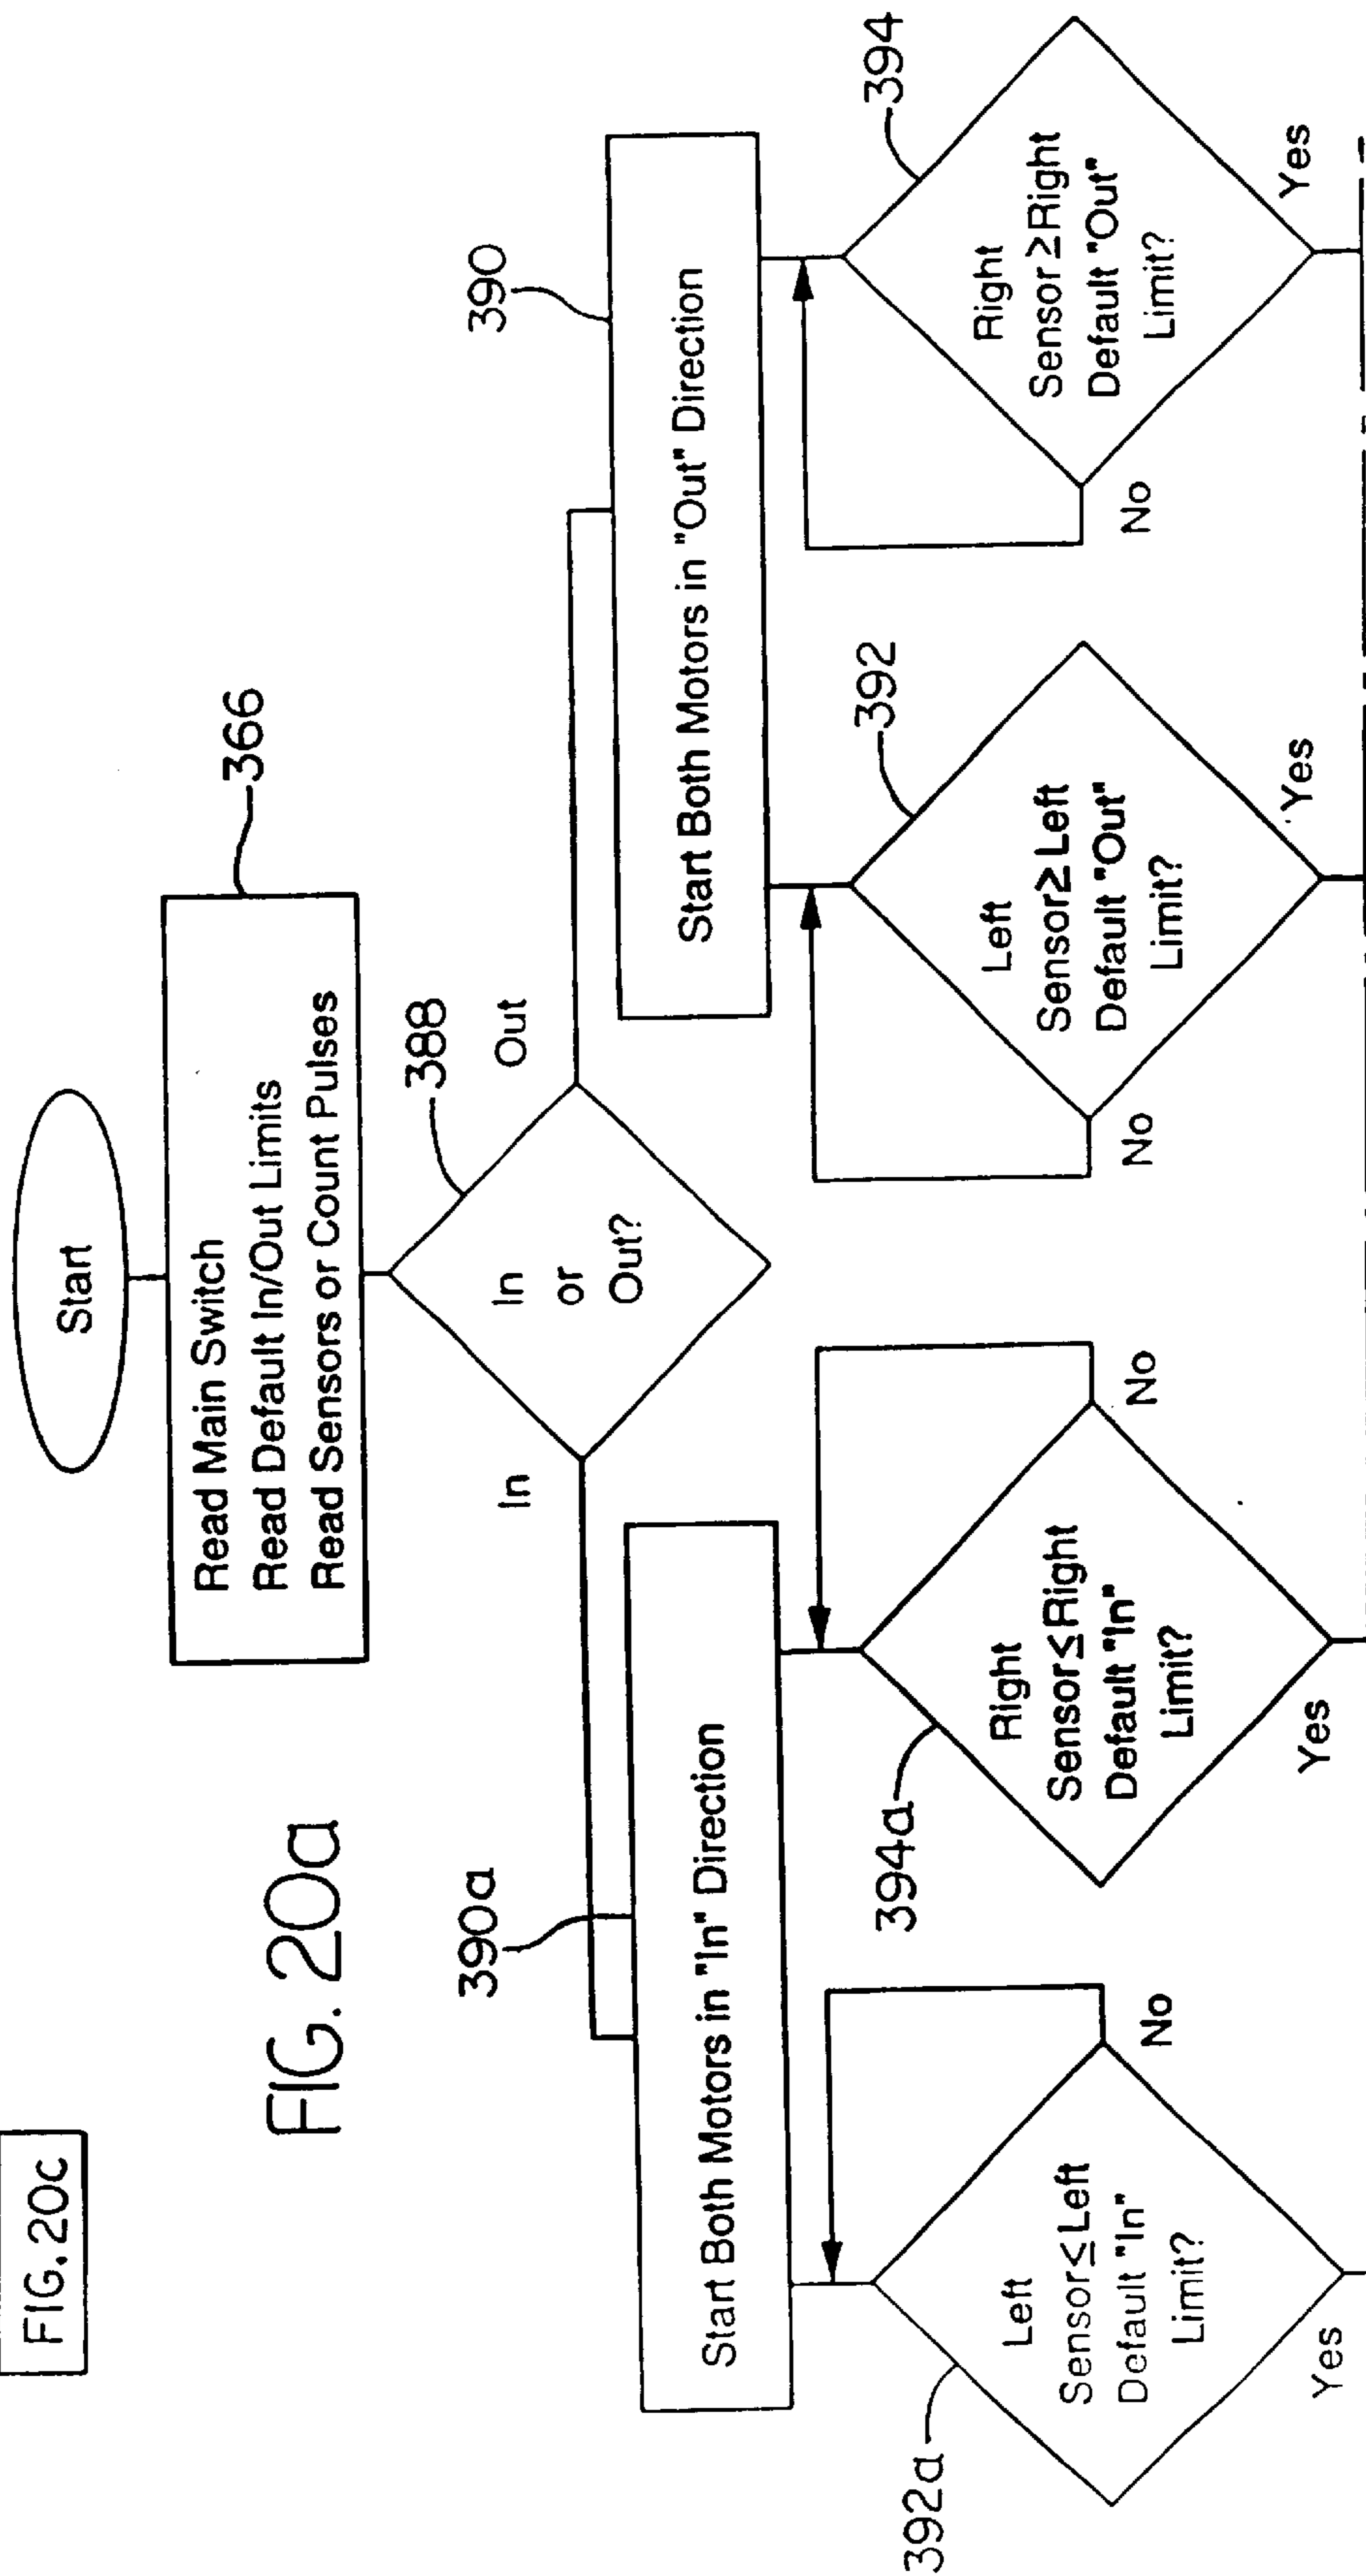 FIG. 20c
FIG. 20a
Start
Read Main Switch
Read Default In/Out Limits
Read Sensors or Count Pulses
366
388
In
or
Out?
In
Out
390a
Start Both Motors in "In" Direction
390
Start Both Motors in "Out" Direction
392a
Left
Sensor≤Left
Default "In"
Limit?
No
Yes
394a
Right
Sensor≤Right
Default "In"
Limit?
No
Yes
392
Left
Sensor≥Left
Default "Out"
Limit?
No
Yes
394
Right
Sensor≥Right
Default "Out"
Limit?
No
Yes